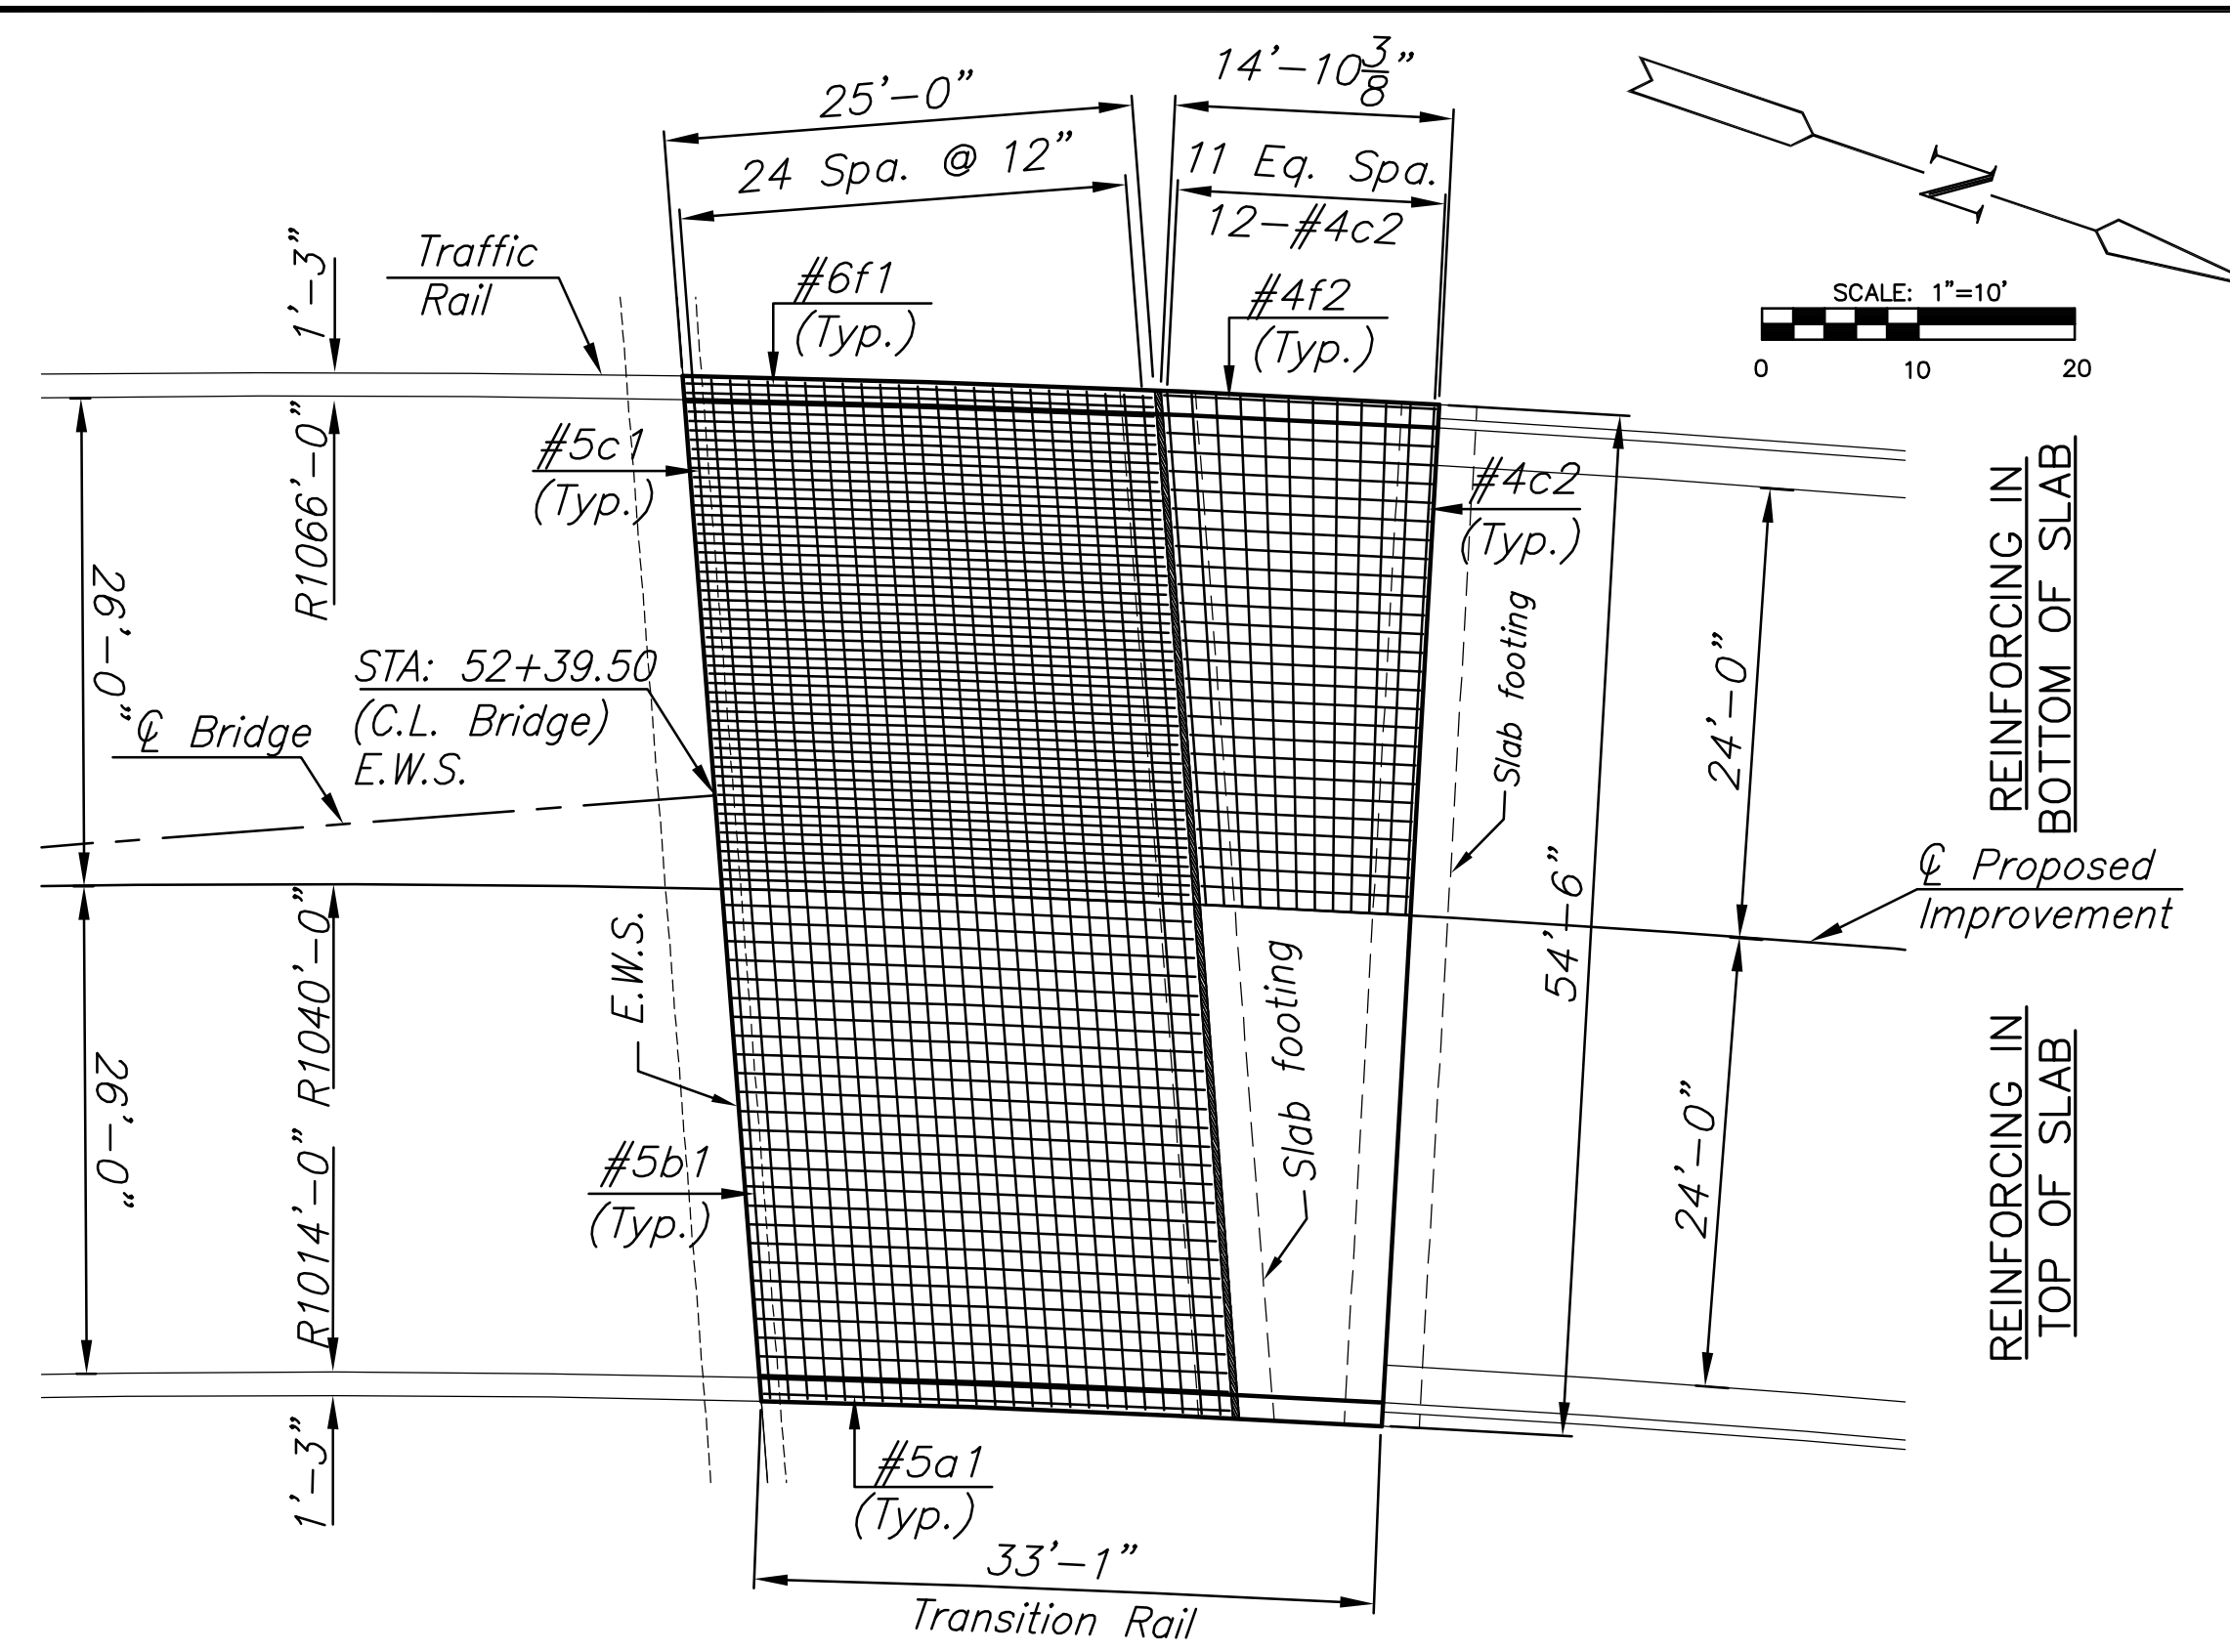 25'-0"
24 Spa. @ 12"
14'-10 3/8"
11 Eq. Spa.
12-#4c2
N
SCALE: 1"=10'
0 10 20
1'-3"
Traffic
Rail
#6f1
(Typ.)
#4f2
(Typ.)
R1066'-0"
#5c1
(Typ.)
#4c2
(Typ.)
26'-0"
STA: 52+39.50
(C.L. Bridge)
E.W.S.
℄ Bridge
Slab footing
24'-0"
REINFORCING IN
BOTTOM OF SLAB
54'-6"
℄ Proposed
Improvement
26'-0"
R1040'-0"
R1014'-0"
E.W.S.
Slab footing
#5b1
(Typ.)
24'-0"
REINFORCING IN
TOP OF SLAB
1'-3"
#5a1
(Typ.)
33'-1"
Transition Rail